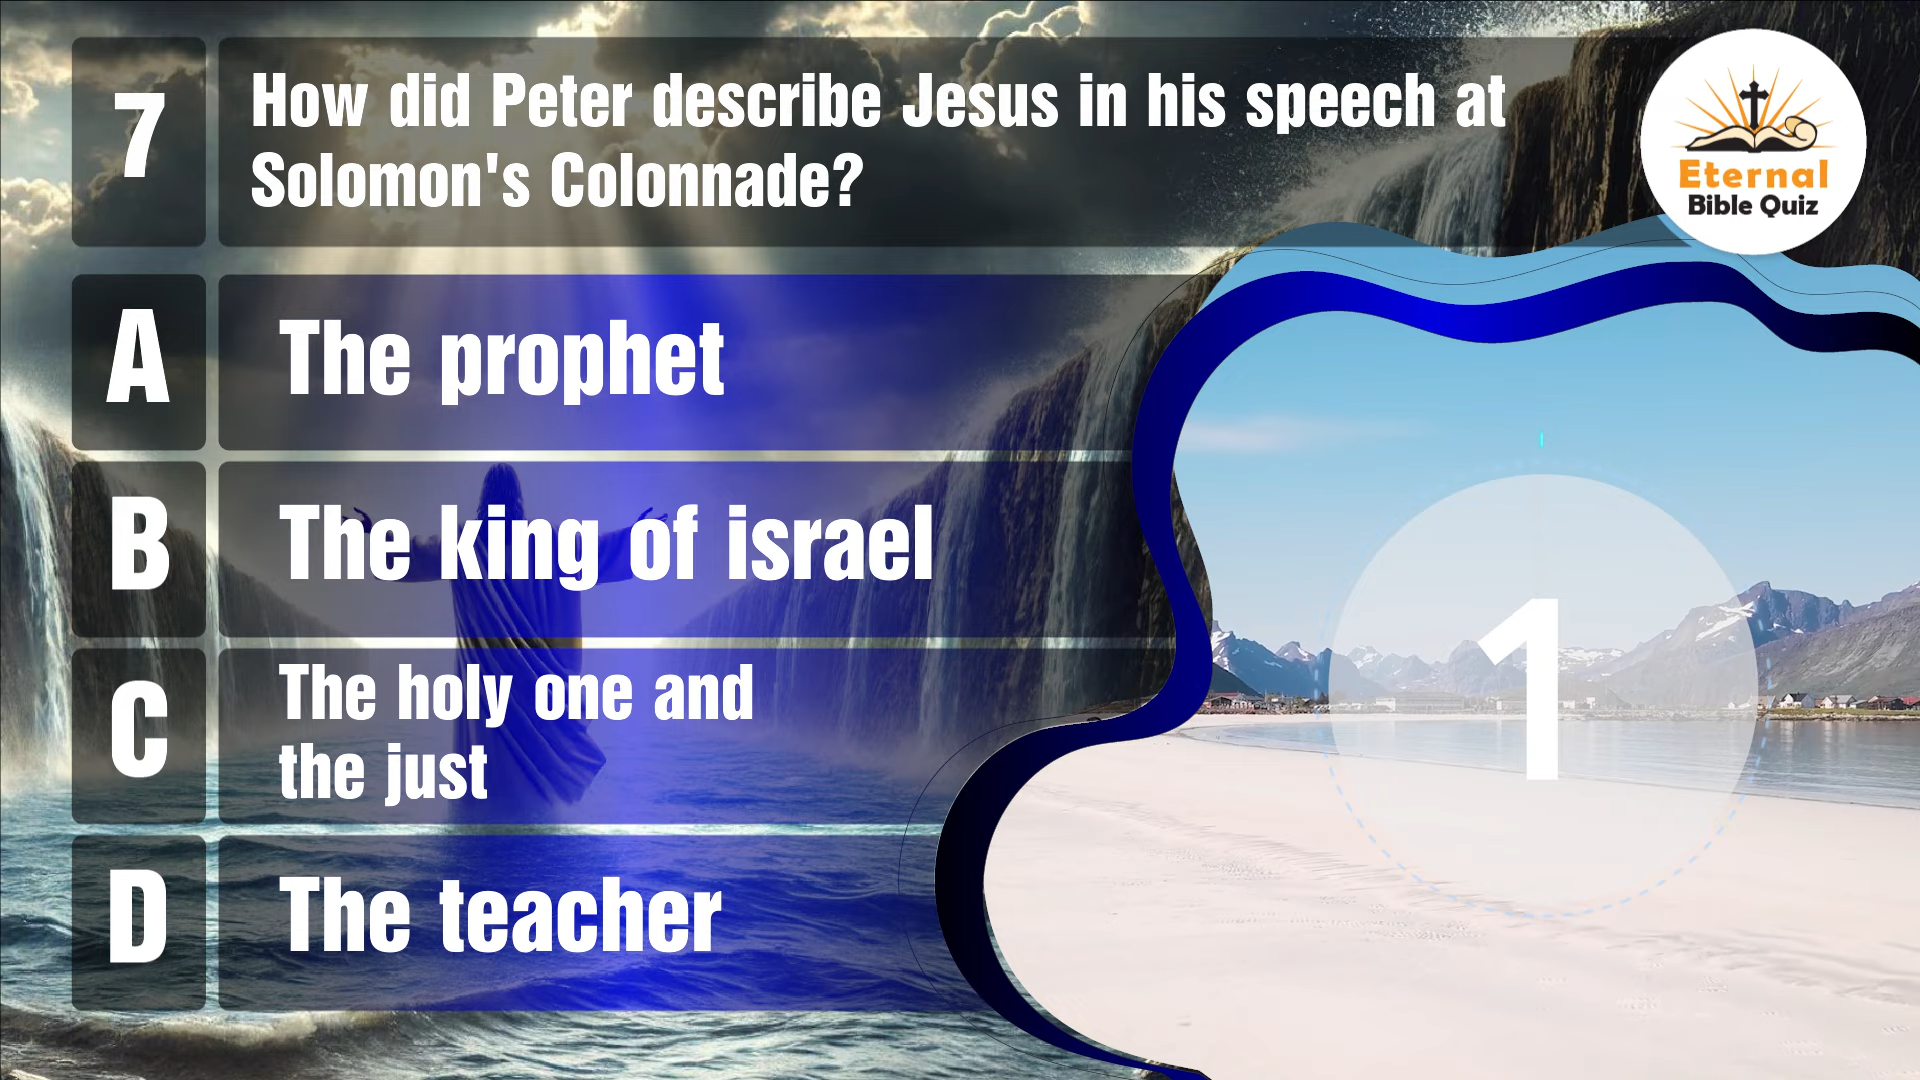 7
How did Peter describe Jesus in his speech at
Solomon's Colonnade?
Eternal
Bible Quiz
A
The prophet
B
The king of israel
C
The holy one and
the just
D
The teacher
1